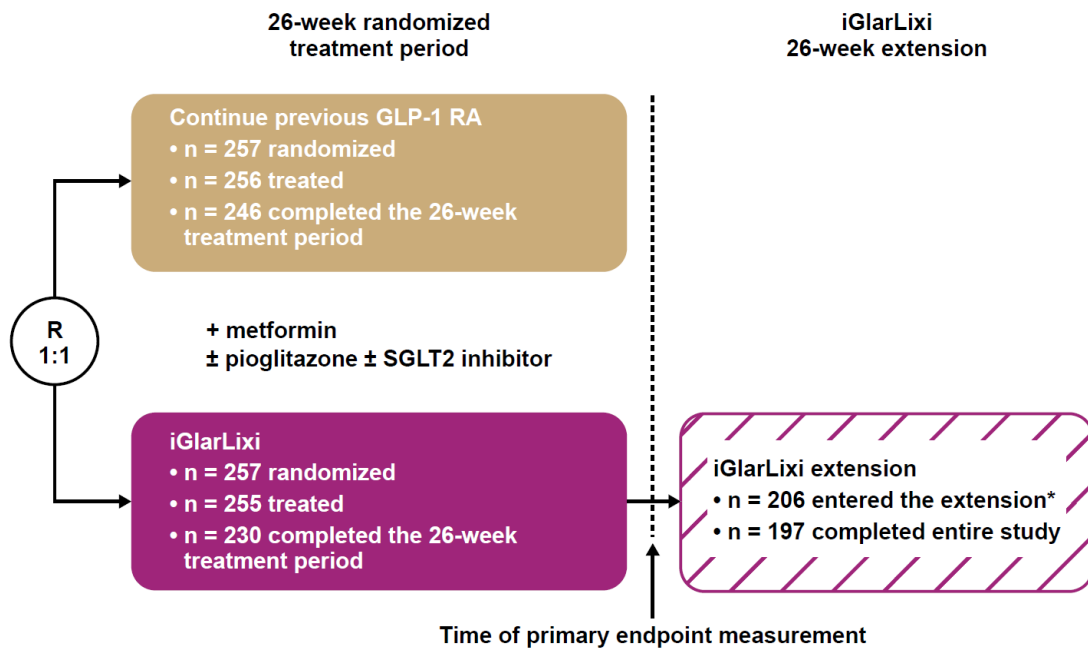 26-week randomized
treatment period
iGlarLixi
26-week extension
Continue previous GLP-1 RA
• n = 257 randomized
• n = 256 treated
• n = 246 completed the 26-week
treatment period
R
1:1
+ metformin
± pioglitazone ± SGLT2 inhibitor
iGlarLixi
• n = 257 randomized
• n = 255 treated
• n = 230 completed the 26-week
treatment period
iGlarLixi extension
• n = 206 entered the extension*
• n = 197 completed entire study
Time of primary endpoint measurement